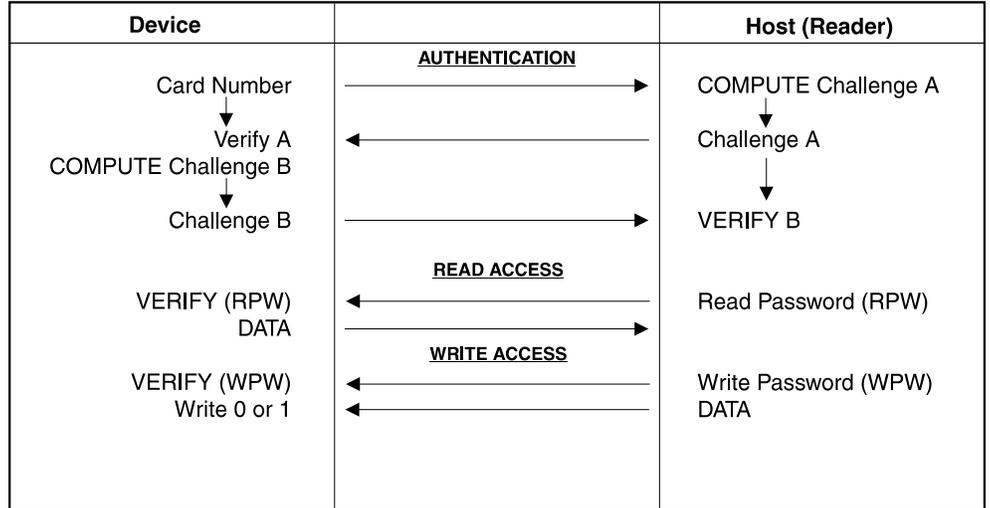 Device Host (Reader)
AUTHENTICATION
Card Number COMPUTE Challenge A
Verify A Challenge A
COMPUTE Challenge B
Challenge B VERIFY B
READ ACCESS
VERIFY (RPW) Read Password (RPW)
DATA
WRITE ACCESS
VERIFY (WPW) Write Password (WPW)
Write 0 or 1 DATA